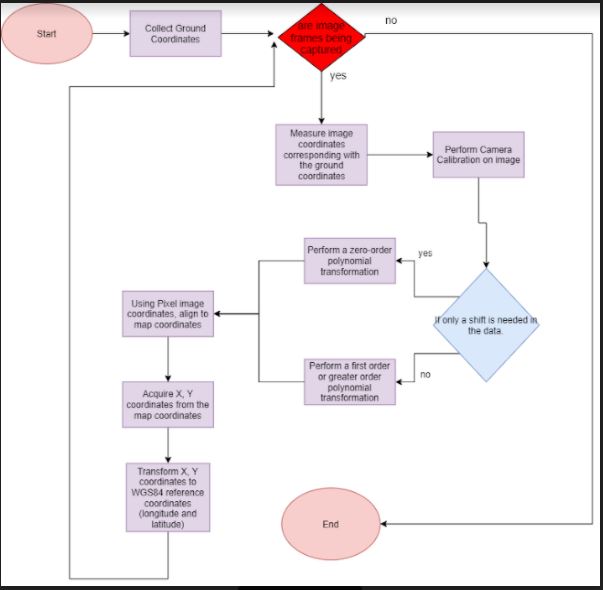 Start
Collect Ground
Coordinates
are image
frames being
captured
no
yes
Measure image
coordinates
corresponding with
the ground
coordinates
Perform Camera
Calibration on image
If only a shift is needed in
the data.
yes
Perform a zero-order
polynomial
transformation
no
Perform a first order
or greater order
polynomial
transformation
Using Pixel image
coordinates, align to
map coordinates
Acquire X, Y
coordinates from the
map coordinates
Transform X, Y
coordinates to
WGS84 reference
coordinates
(longitude and
latitude)
End